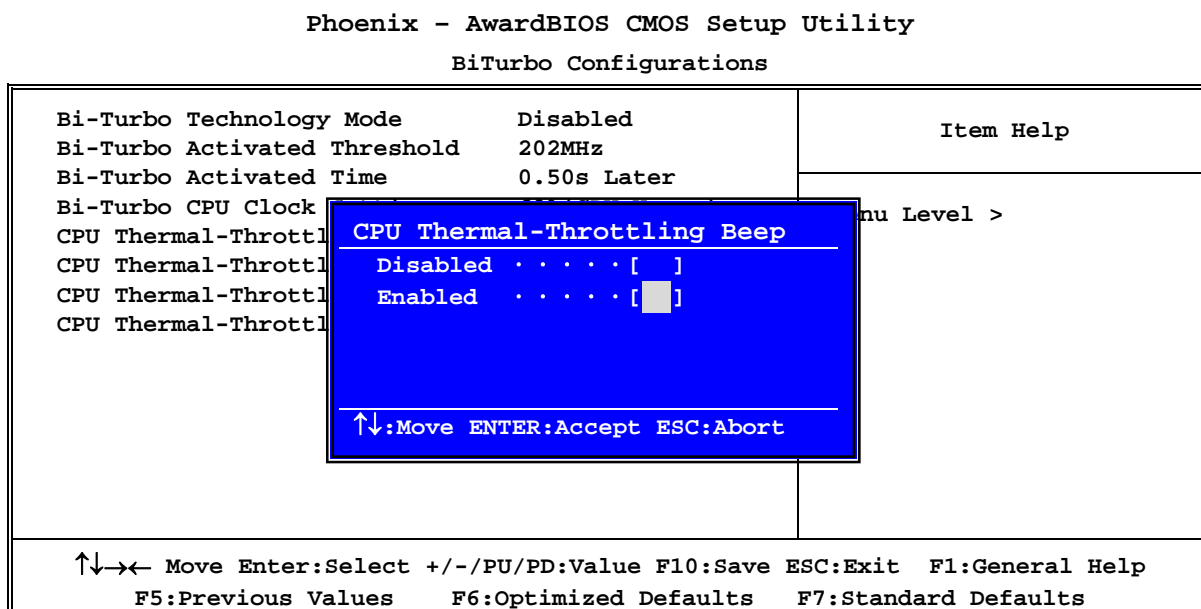 Phoenix – AwardBIOS CMOS Setup Utility
BiTurbo Configurations
Bi-Turbo Technology Mode Disabled
Bi-Turbo Activated Threshold 202MHz
Bi-Turbo Activated Time 0.50s Later
Bi-Turbo CPU Clock
CPU Thermal-Throttl
CPU Thermal-Throttl
CPU Thermal-Throttl
CPU Thermal-Throttl
Item Help
nu Level >
CPU Thermal-Throttling Beep
Disabled · · · · · [ ]
Enabled · · · · · [ ]
↑↓:Move ENTER:Accept ESC:Abort
↑↓→← Move Enter:Select +/-/PU/PD:Value F10:Save ESC:Exit F1:General Help
F5:Previous Values F6:Optimized Defaults F7:Standard Defaults